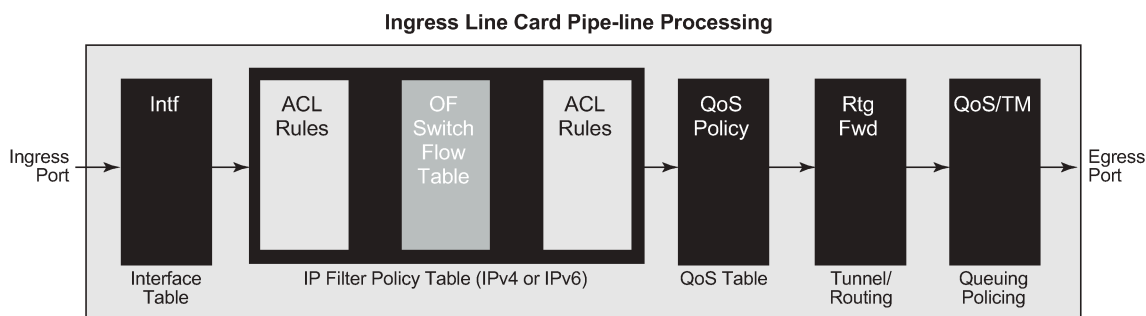 Ingress Line Card Pipe-line Processing
Ingress
Port
Intf
Interface
Table
ACL
Rules
OF
Switch
Flow
Table
ACL
Rules
IP Filter Policy Table (IPv4 or IPv6)
QoS
Policy
QoS Table
Rtg
Fwd
Tunnel/
Routing
QoS/TM
Queuing
Policing
Egress
Port